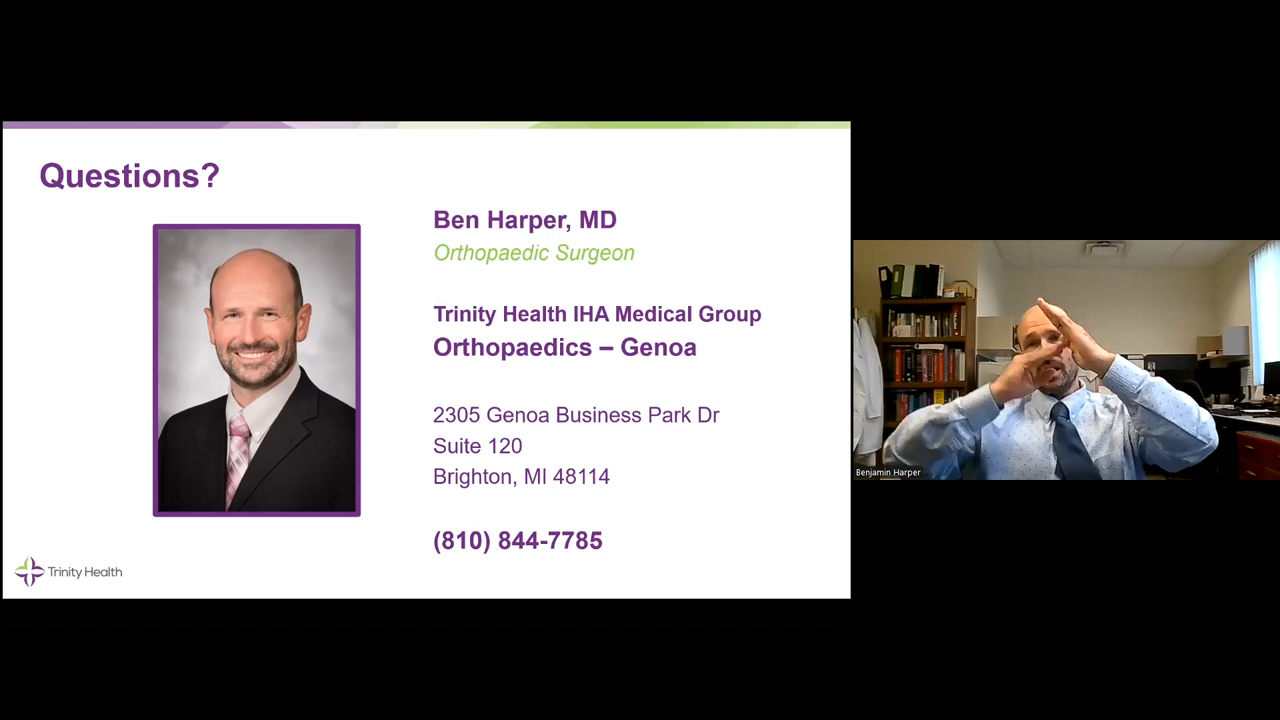 Questions?
Ben Harper, MD
Orthopaedic Surgeon
Trinity Health IHA Medical Group
Orthopaedics – Genoa
2305 Genoa Business Park Dr
Suite 120
Brighton, MI 48114
(810) 844-7785
Trinity Health
Benjamin Harper